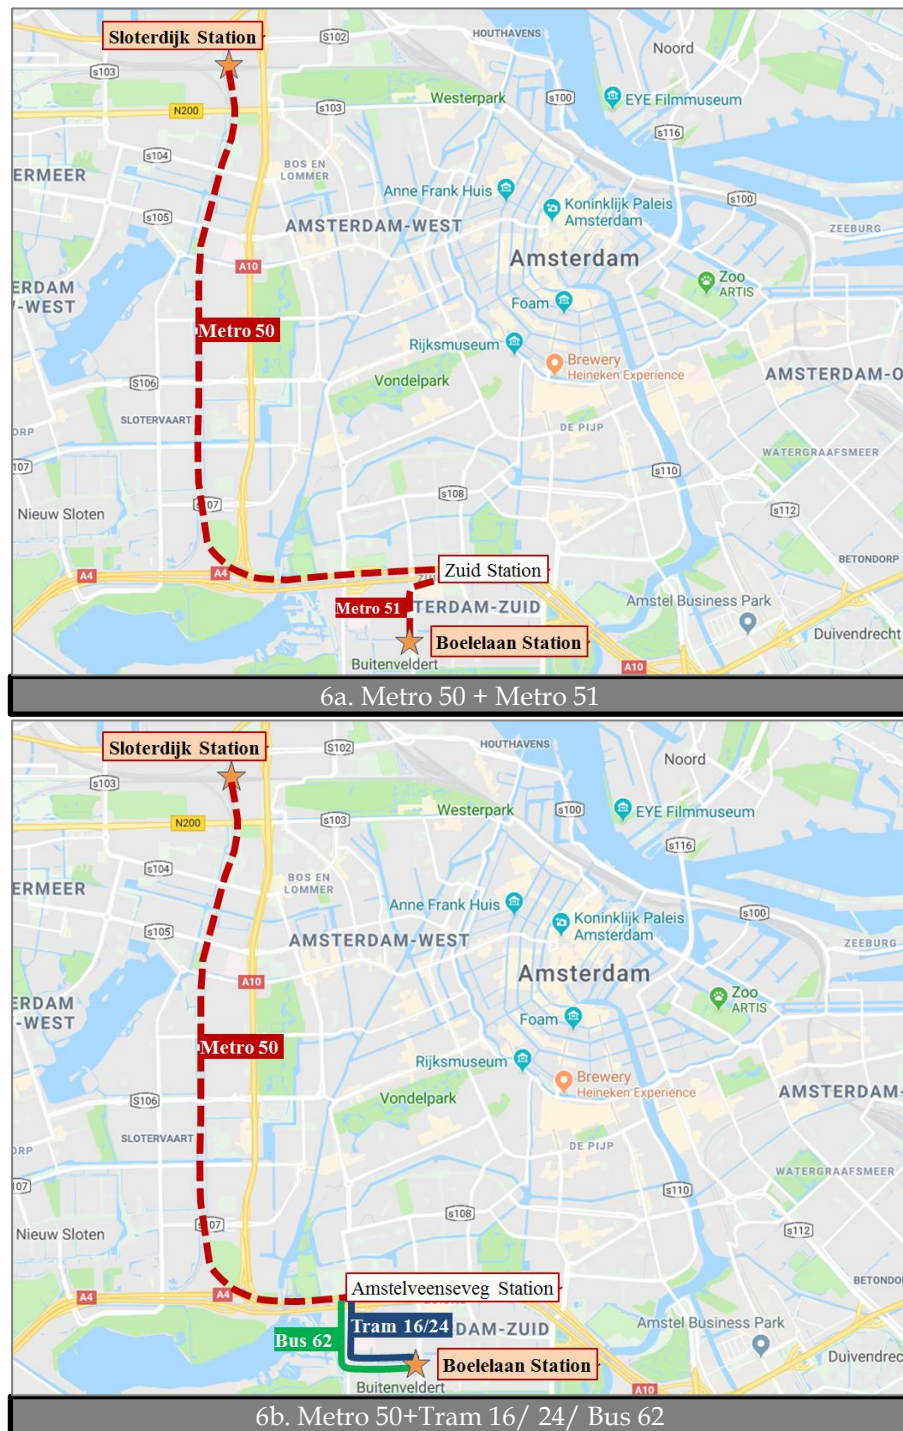 Sloterdijk Station
S102
HOUTHAVENS
Noord
s103
N200
s103
Westerpark
s100
EYE Filmmuseum
s116
s104
BOS EN
LOMMER
ERMEER
Anne Frank Huis
Koninklijk Paleis
Amsterdam
s100
s105
AMSTERDAM-WEST
ZEEBURG
A10
Amsterdam
ERDAM
-WEST
Zoo
ARTIS
Foam
Metro 50
Rijksmuseum
Brewery
Heineken Experience
S106
Vondelpark
AMSTERDAM-O
SLOTERVAART
DE PIJP
ORP
107
s110
WATERGRAAFSMEER
s108
s107
s112
Nieuw Sloten
A4
A4
Zuid Station
BETONDORP
Metro 51
TERDAM-ZUID
Amstel Business Park
Duivendrecht
Boelelaan Station
Buitenveldert
A10
6a. Metro 50 + Metro 51
Sloterdijk Station
S102
HOUTHAVENS
Noord
s103
N200
s103
Westerpark
s100
EYE Filmmuseum
s116
s104
BOS EN
LOMMER
ERMEER
Anne Frank Huis
Koninklijk Paleis
Amsterdam
s100
s105
AMSTERDAM-WEST
ZEEBURG
A10
Amsterdam
ERDAM
-WEST
Zoo
ARTIS
Foam
Metro 50
Rijksmuseum
Brewery
Heineken Experience
S106
Vondelpark
AMSTERDAM-
SLOTERVAART
DE PIJP
ORP
07
s110
WATERGRAAFSMEER
s108
s107
s112
Nieuw Sloten
A4
A4
Amstelveenseveg Station
BETONDO
Tram 16/24
Bus 62
DAM-ZUID
Amstel Business Park
Duivendrec
Boelelaan Station
Buitenveldert
A10
6b. Metro 50+Tram 16/ 24/ Bus 62